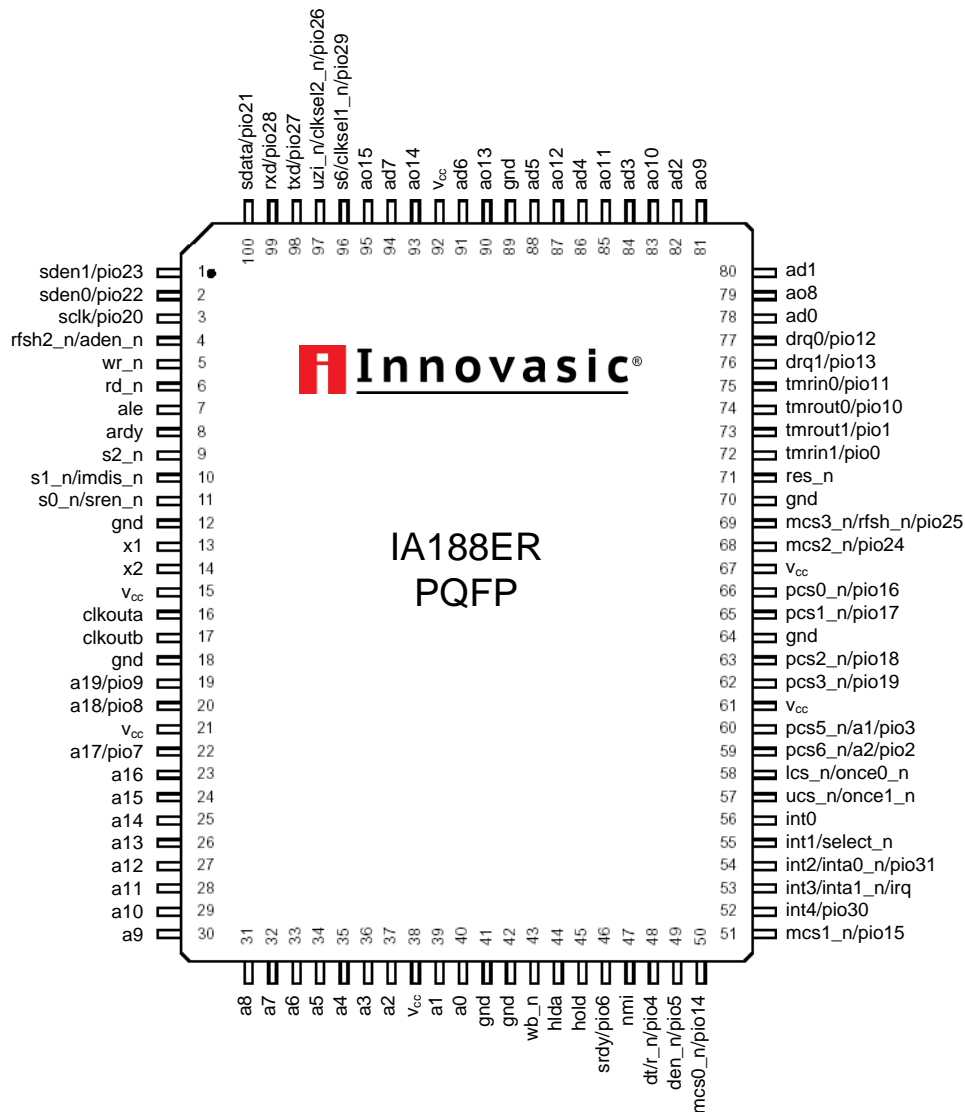 sdata/pio21
rxd/pio28
txd/pio27
uzi_n/clksel2_n/pio26
s6/clksel1_n/pio29
ao15
ad7
ao14
vcc
ad6
ao13
gnd
ad5
ao12
ad4
ao11
ad3
ao10
ad2
ao9
100 99 98 97 96 95 94 93 92 91 90 89 88 87 86 85 84 83 82 81
sden1/pio23 1
sden0/pio22 2
sclk/pio20 3
rfsh2_n/aden_n 4
wr_n 5
rd_n 6
ale 7
ardy 8
s2_n 9
s1_n/imdis_n 10
s0_n/sren_n 11
gnd 12
x1 13
x2 14
vcc 15
clkouta 16
clkoutb 17
gnd 18
a19/pio9 19
a18/pio8 20
vcc 21
a17/pio7 22
a16 23
a15 24
a14 25
a13 26
a12 27
a11 28
a10 29
a9 30
i Innovasic®
IA188ER
PQFP
80 ad1
79 ao8
78 ad0
77 drq0/pio12
76 drq1/pio13
75 tmrin0/pio11
74 tmrout0/pio10
73 tmrout1/pio1
72 tmrin1/pio0
71 res_n
70 gnd
69 mcs3_n/rfsh_n/pio25
68 mcs2_n/pio24
67 vcc
66 pcs0_n/pio16
65 pcs1_n/pio17
64 gnd
63 pcs2_n/pio18
62 pcs3_n/pio19
61 vcc
60 pcs5_n/a1/pio3
59 pcs6_n/a2/pio2
58 lcs_n/once0_n
57 ucs_n/once1_n
56 int0
55 int1/select_n
54 int2/inta0_n/pio31
53 int3/inta1_n/irq
52 int4/pio30
51 mcs1_n/pio15
31 32 33 34 35 36 37 38 39 40 41 42 43 44 45 46 47 48 49 50
a8
a7
a6
a5
a4
a3
a2
vcc
a1
a0
gnd
gnd
wb_n
hlda
hold
srdy/pio6
nmi
dt/r_n/pio4
den_n/pio5
mcs0_n/pio14